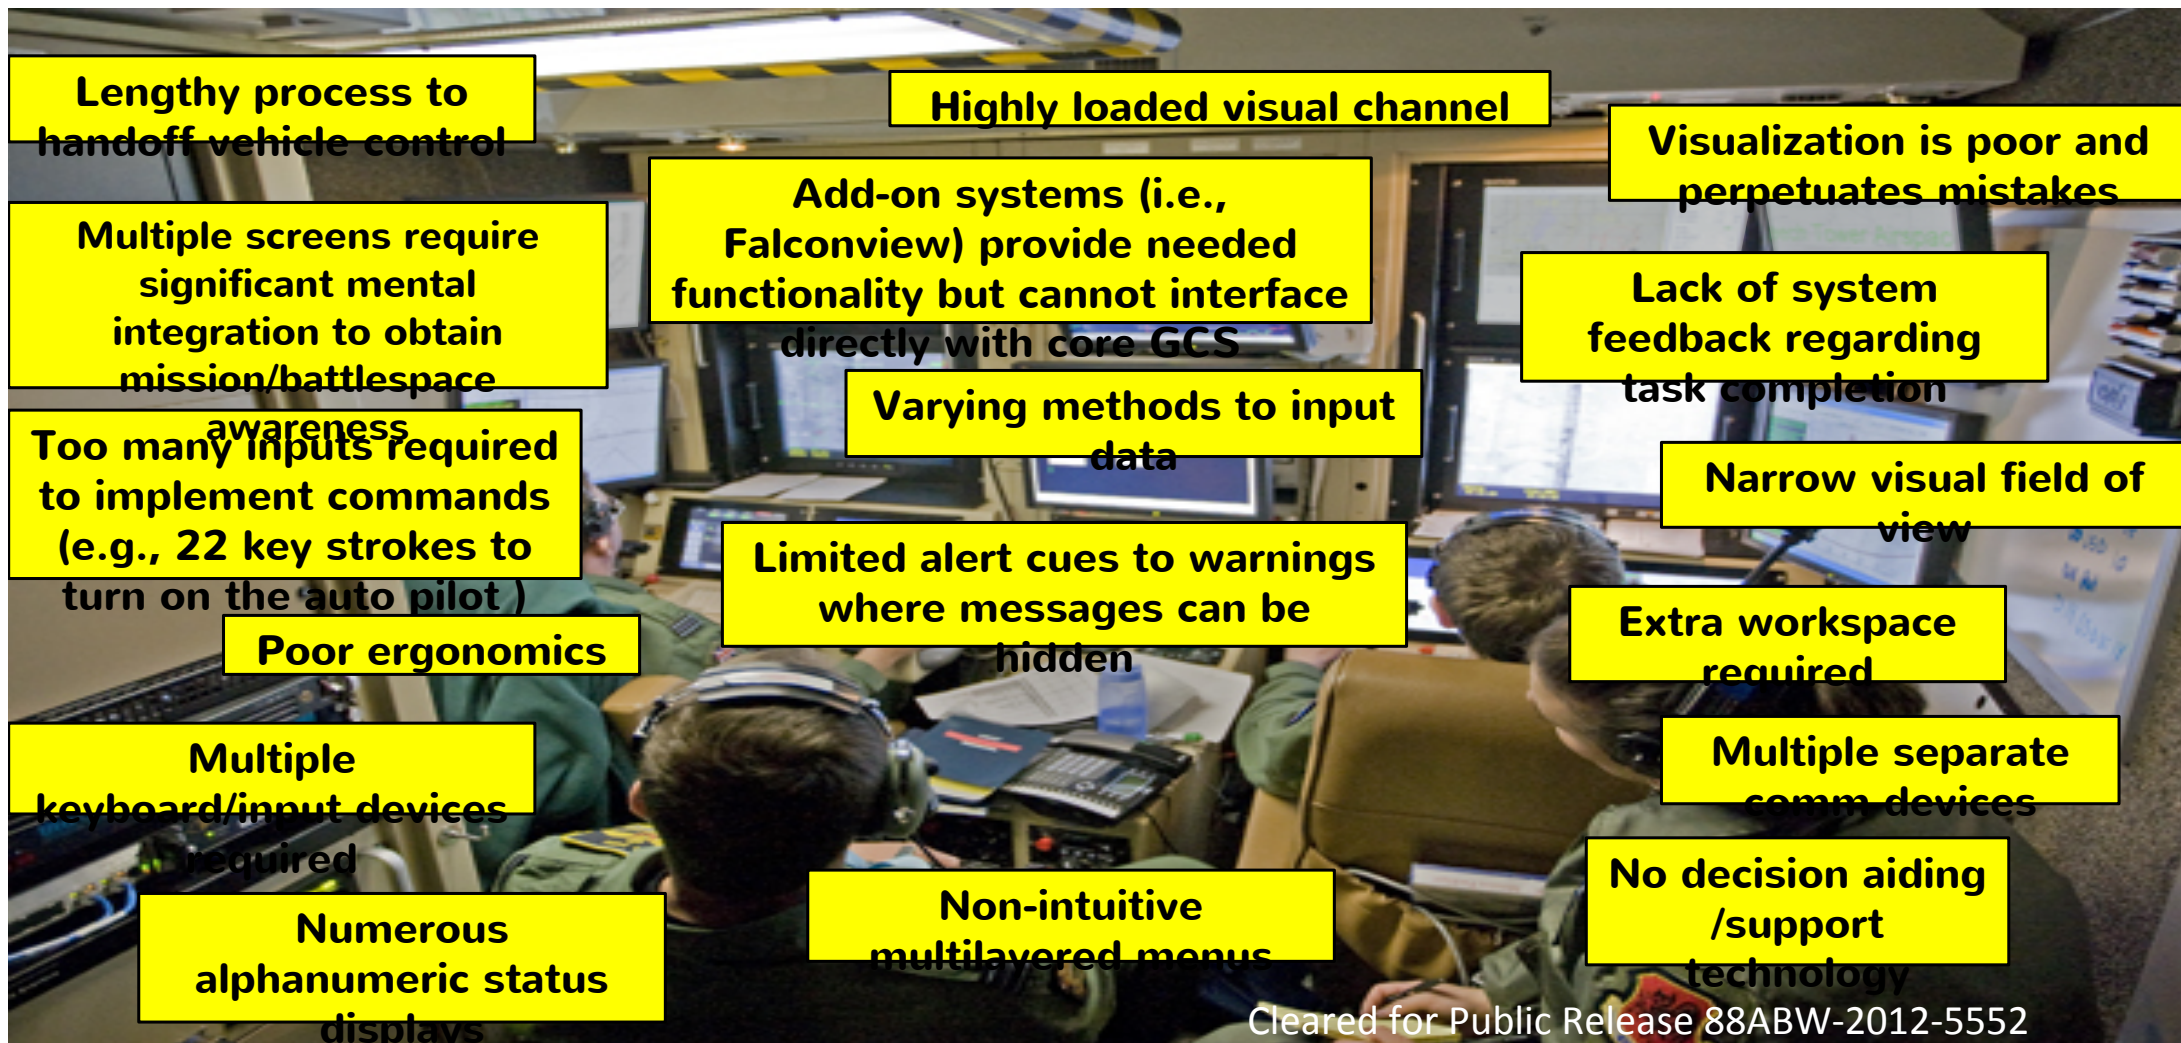 Lengthy process to
handoff vehicle control
Highly loaded visual channel
Visualization is poor and
perpetuates mistakes
Multiple screens require
significant mental
integration to obtain
mission/battlespace
awareness
Add-on systems (i.e.,
Falconview) provide needed
functionality but cannot interface
directly with core GCS
Lack of system
feedback regarding
task completion
Varying methods to input
data
Too many inputs required
to implement commands
(e.g., 22 key strokes to
turn on the auto pilot )
Narrow visual field of
view
Limited alert cues to warnings
where messages can be
hidden
Extra workspace
required
Poor ergonomics
Multiple
keyboard/input devices
required
Multiple separate
comm devices
Non-intuitive
multilayered menus
No decision aiding
/support
technology
Numerous
alphanumeric status
displays
Cleared for Public Release 88ABW-2012-5552